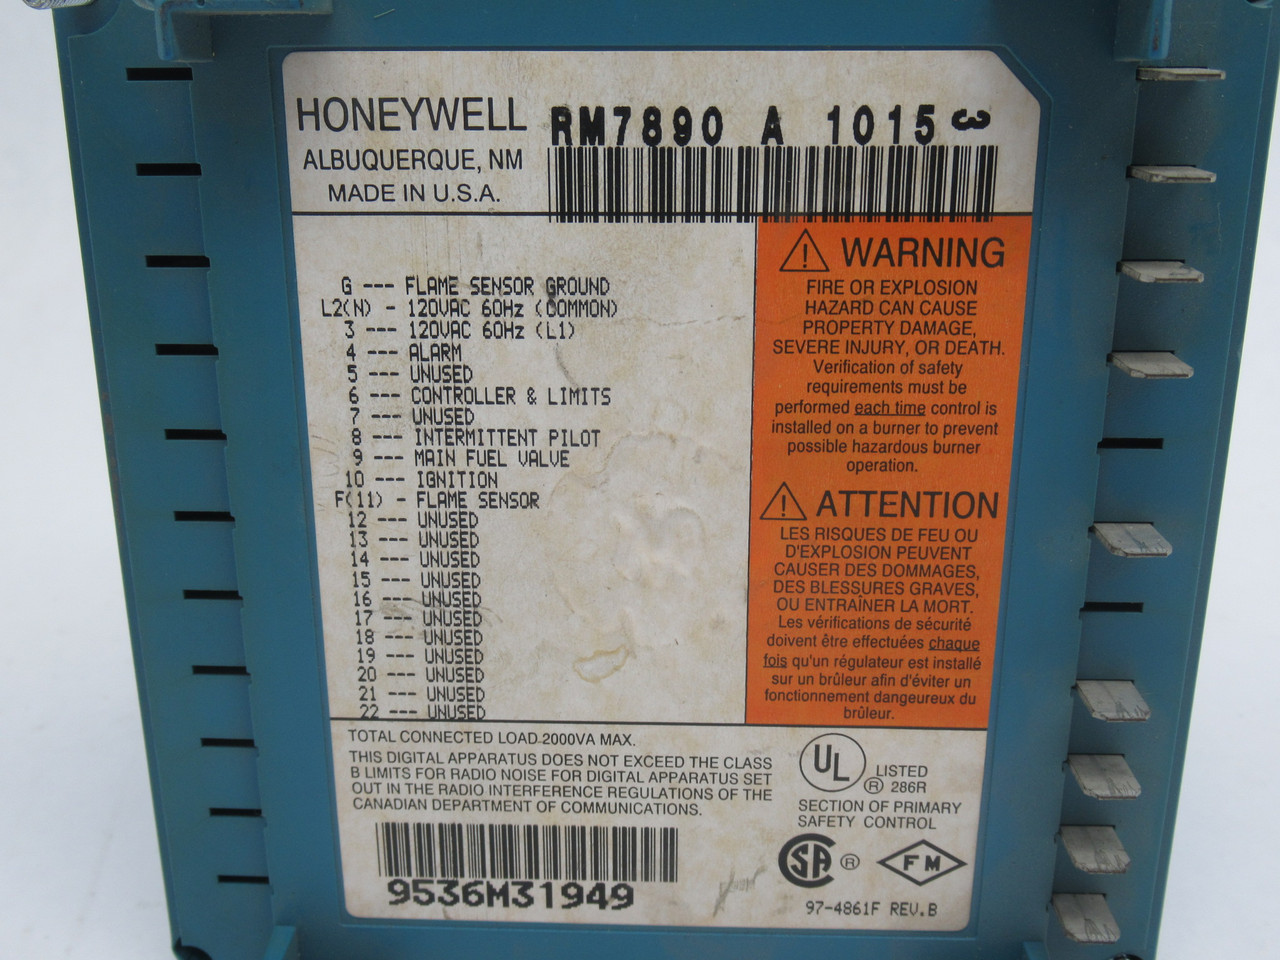 HONEYWELL
ALBUQUERQUE, NM
MADE IN U.S.A.
RM7890 A 1015 3
G --- FLAME SENSOR GROUND
L2(N) - 120VAC 60Hz (COMMON)
3 --- 120VAC 60Hz (L1)
4 --- ALARM
5 --- UNUSED
6 --- CONTROLLER & LIMITS
7 --- UNUSED
8 --- INTERMITTENT PILOT
9 --- MAIN FUEL VALVE
10 --- IGNITION
F(11) - FLAME SENSOR
12 --- UNUSED
13 --- UNUSED
14 --- UNUSED
15 --- UNUSED
16 --- UNUSED
17 --- UNUSED
18 --- UNUSED
19 --- UNUSED
20 --- UNUSED
21 --- UNUSED
22 --- UNUSED
WARNING
FIRE OR EXPLOSION
HAZARD CAN CAUSE
PROPERTY DAMAGE,
SEVERE INJURY, OR DEATH.
Verification of safety
requirements must be
performed each time control is
installed on a burner to prevent
possible hazardous burner
operation.
ATTENTION
LES RISQUES DE FEU OU
D'EXPLOSION PEUVENT
CAUSER DES DOMMAGES,
DES BLESSURES GRAVES,
OU ENTRAÎNER LA MORT.
Les vérifications de sécurité
doivent être effectuées chaque
fois qu'un régulateur est installé
sur un brûleur afin d'éviter un
fonctionnement dangeureux du
brûleur.
TOTAL CONNECTED LOAD 2000VA MAX.
THIS DIGITAL APPARATUS DOES NOT EXCEED THE CLASS
B LIMITS FOR RADIO NOISE FOR DIGITAL APPARATUS SET
OUT IN THE RADIO INTERFERENCE REGULATIONS OF THE
CANADIAN DEPARTMENT OF COMMUNICATIONS.
9536M31949
UL ® LISTED
286R
SECTION OF PRIMARY
SAFETY CONTROL
SA ® FM
97-4861F REV.B